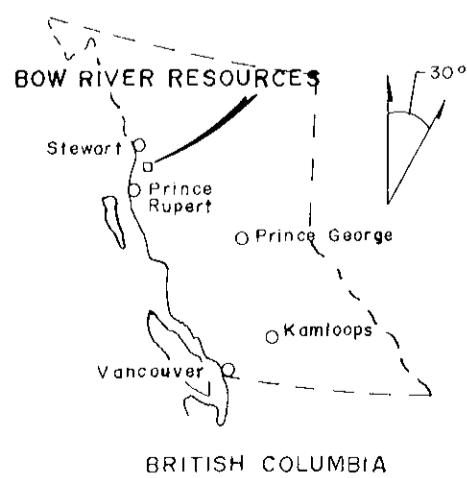 BOW RIVER RESOURCES
30°
Stewart
Prince
Rupert
Prince George
Kamloops
Vancouver
BRITISH COLUMBIA